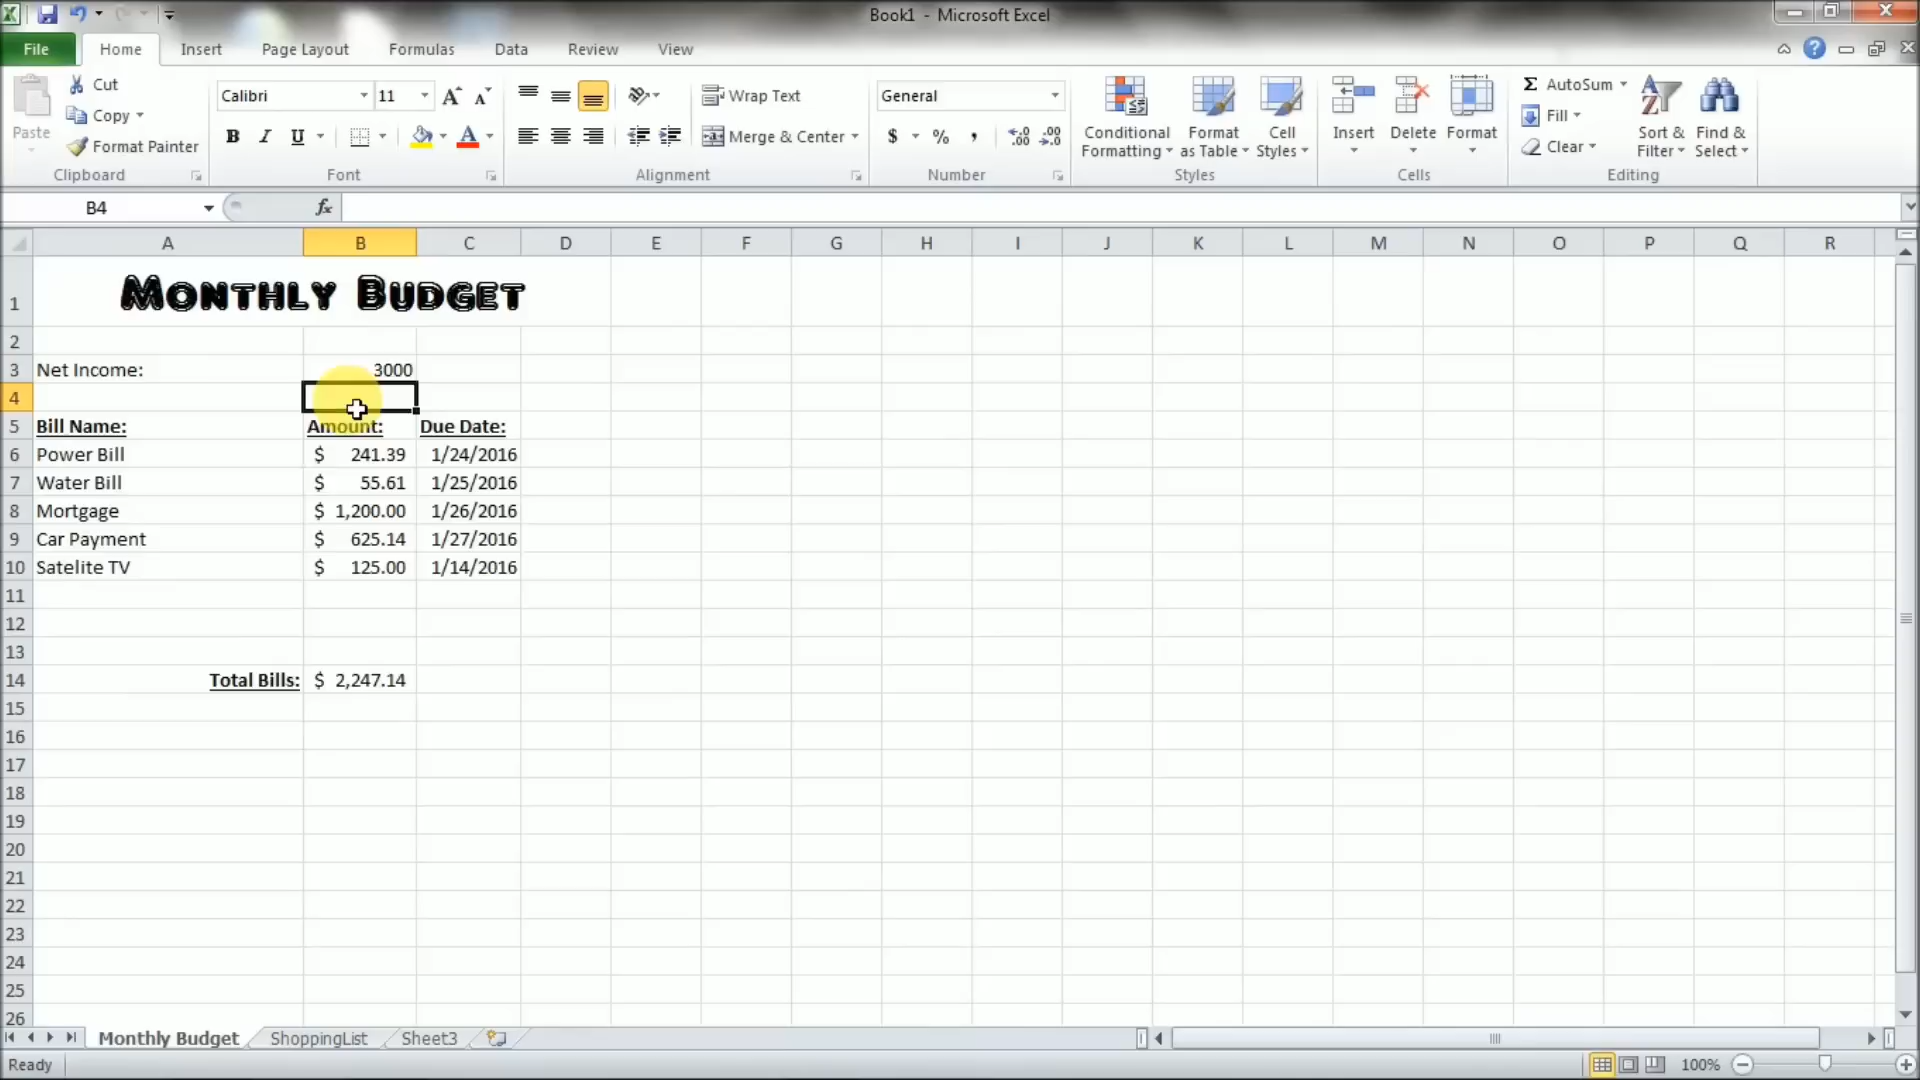 Book1 - Microsoft Excel
File Home Insert Page Layout Formulas Data Review View
Paste
Cut
Copy
Format Painter
Clipboard
Calibri 11
B I U
Font
Wrap Text
Merge & Center
Alignment
General
$ % ,
Number
Conditional Formatting
Format as Table
Cell Styles
Styles
Insert Delete Format
Cells
Σ AutoSum
Fill
Clear
Sort & Filter
Find & Select
Editing
B4 fx
A B C D E F G H I J K L M N O P Q R
1 Monthly Budget
2
3 Net Income: 3000
4
5 Bill Name: Amount: Due Date:
6 Power Bill $ 241.39 1/24/2016
7 Water Bill $ 55.61 1/25/2016
8 Mortgage $ 1,200.00 1/26/2016
9 Car Payment $ 625.14 1/27/2016
10 Satelite TV $ 125.00 1/14/2016
11
12
13
14 Total Bills: $ 2,247.14
15
16
17
18
19
20
21
22
23
24
25
26
Monthly Budget ShoppingList Sheet3
Ready 100%